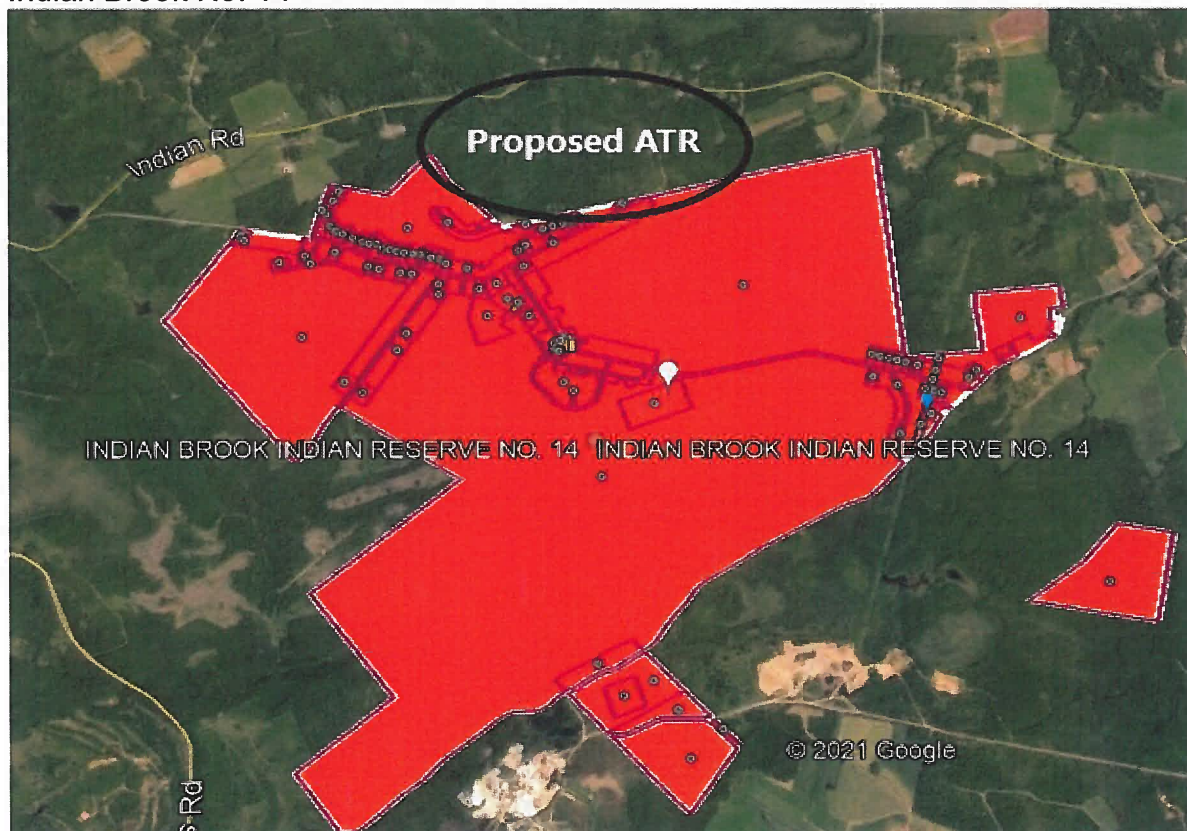 Indian Brook No. 14
Proposed ATR
Indian Rd
INDIAN BROOK INDIAN RESERVE NO. 14 INDIAN BROOK INDIAN RESERVE NO. 14
© 2021 Google
s-Rd